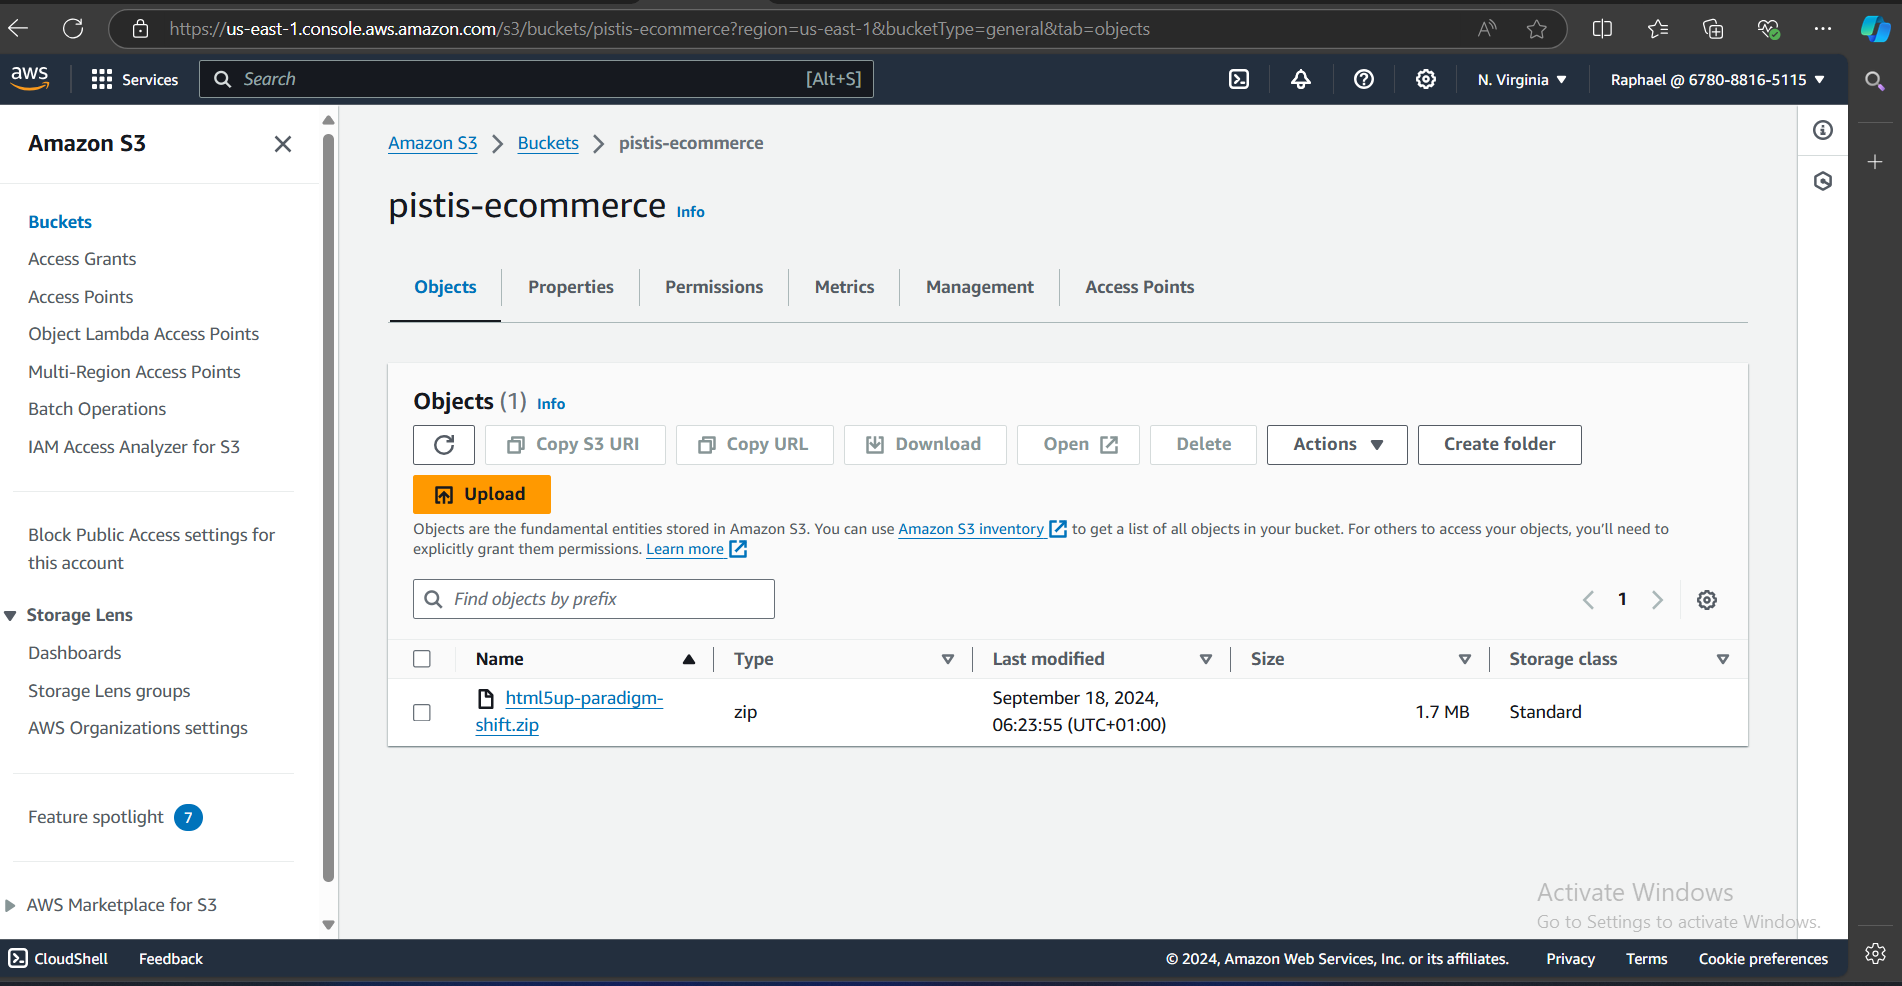 https://us-east-1.console.aws.amazon.com/s3/buckets/pistis-ecommerce?region=us-east-1&bucketType=general&tab=objects
aws
Services
Search
[Alt+S]
N. Virginia
Raphael @ 6780-8816-5115
Amazon S3
Buckets
Access Grants
Access Points
Object Lambda Access Points
Multi-Region Access Points
Batch Operations
IAM Access Analyzer for S3
Block Public Access settings for
this account
Storage Lens
Dashboards
Storage Lens groups
AWS Organizations settings
Feature spotlight 7
AWS Marketplace for S3
Amazon S3 > Buckets > pistis-ecommerce
pistis-ecommerce Info
Objects
Properties
Permissions
Metrics
Management
Access Points
Objects (1) Info
Copy S3 URI
Copy URL
Download
Open
Delete
Actions
Create folder
Upload
Objects are the fundamental entities stored in Amazon S3. You can use Amazon S3 inventory to get a list of all objects in your bucket. For others to access your objects, you'll need to
explicitly grant them permissions. Learn more
Find objects by prefix
1
Name
Type
Last modified
Size
Storage class
html5up-paradigm-
shift.zip
zip
September 18, 2024,
06:23:55 (UTC+01:00)
1.7 MB
Standard
Activate Windows
Go to Settings to activate Windows.
CloudShell
Feedback
© 2024, Amazon Web Services, Inc. or its affiliates.
Privacy
Terms
Cookie preferences